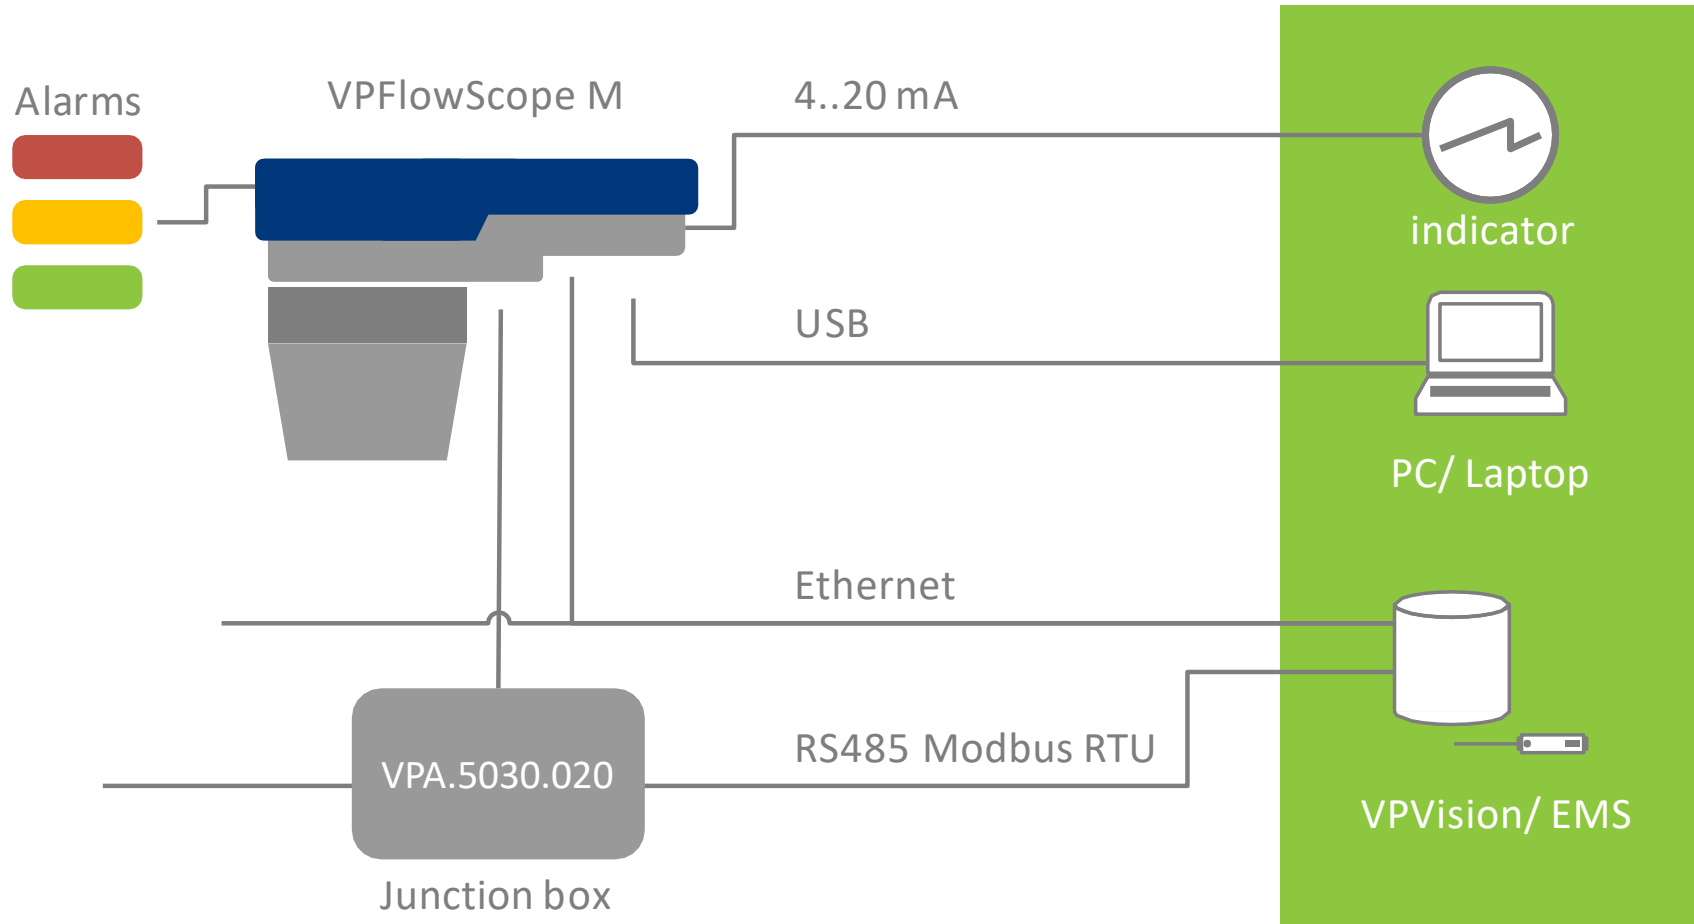 Alarms
VPFlowScope M
4..20 mA
indicator
USB
PC/ Laptop
Ethernet
RS485 Modbus RTU
VPA.5030.020
VPVision/ EMS
Junction box